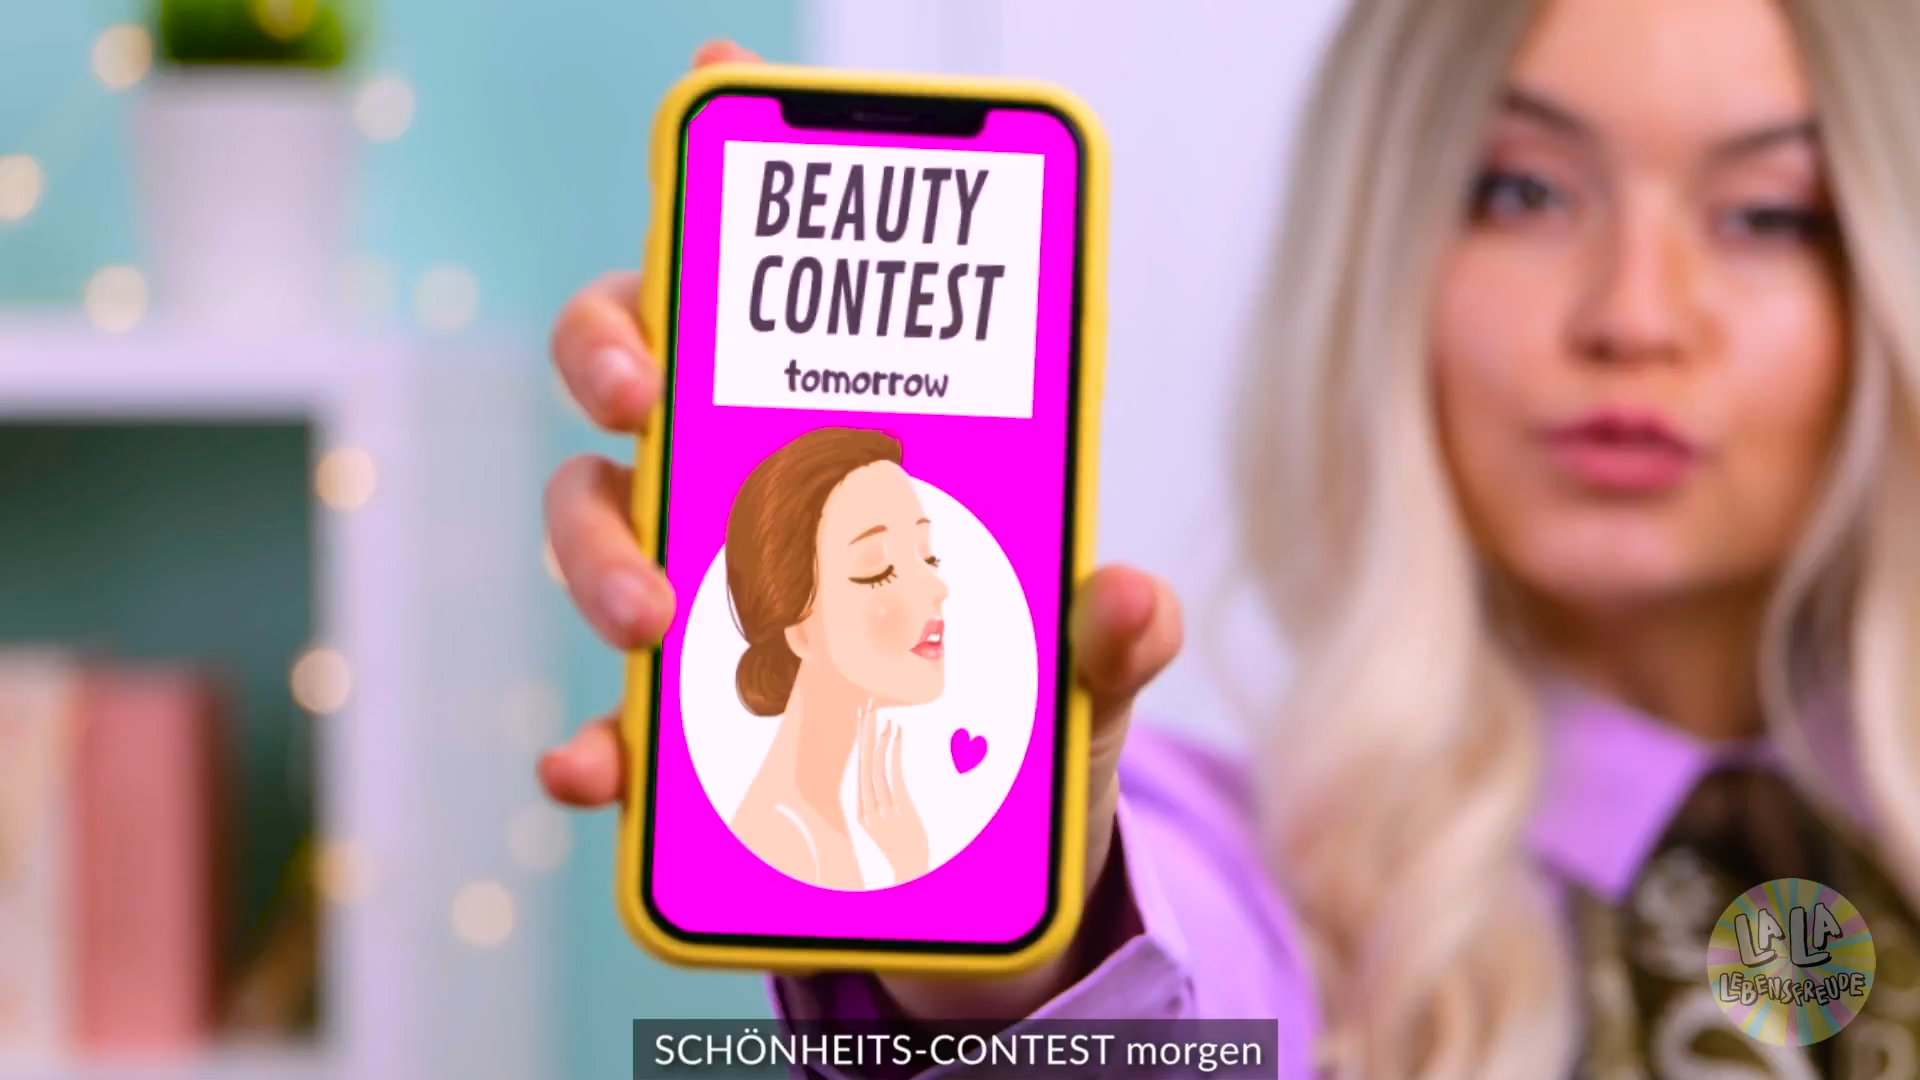 BEAUTY
CONTEST
tomorrow
LA LA
LEBENSFREUDE
SCHÖNHEITS-CONTEST morgen